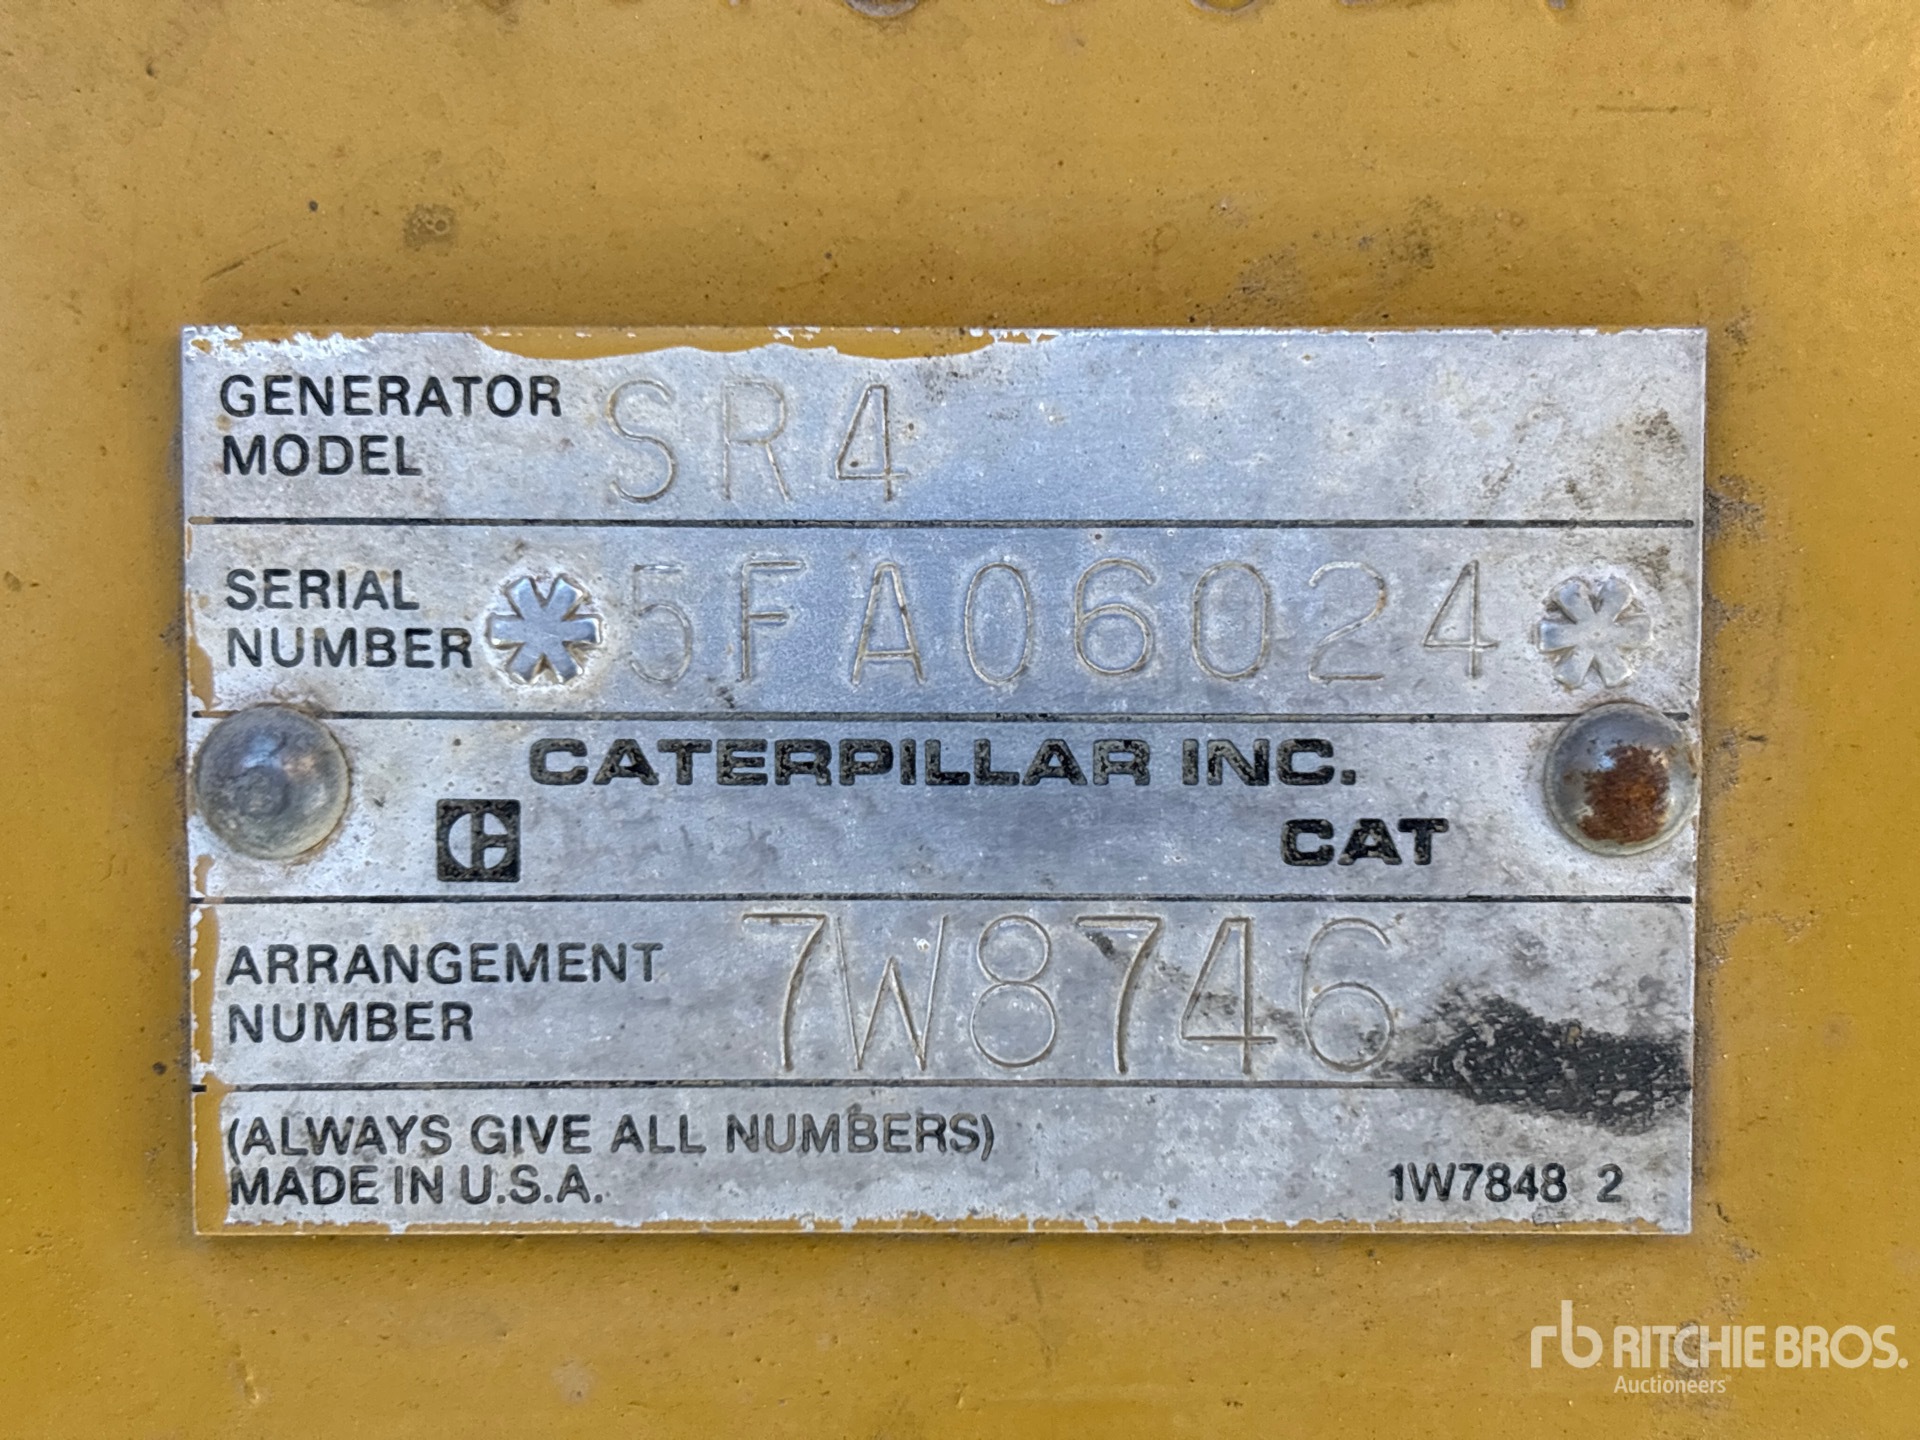 GENERATOR MODEL SR4
SERIAL NUMBER *5FA06024*
CATERPILLAR INC.
CAT
ARRANGEMENT NUMBER 7W8746
(ALWAYS GIVE ALL NUMBERS)
MADE IN U.S.A. 1W7848 2
rb RITCHIE BROS.
Auctioneers